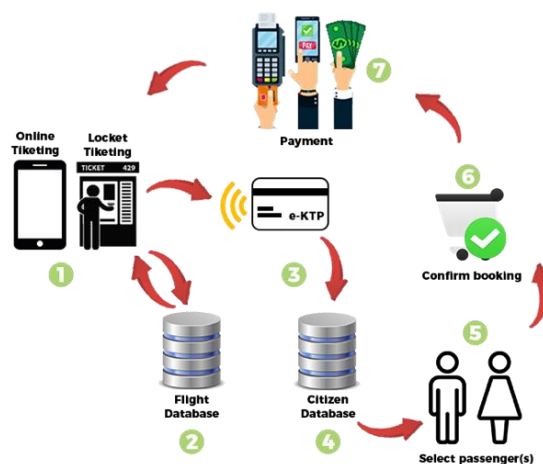 7
Payment
Online
Tiketing
Locket
Tiketing
TICKET 429
PAY
e-KTP
1
3
6
Confirm booking
5
Flight
Database
2
Citizen
Database
4
Select passenger(s)